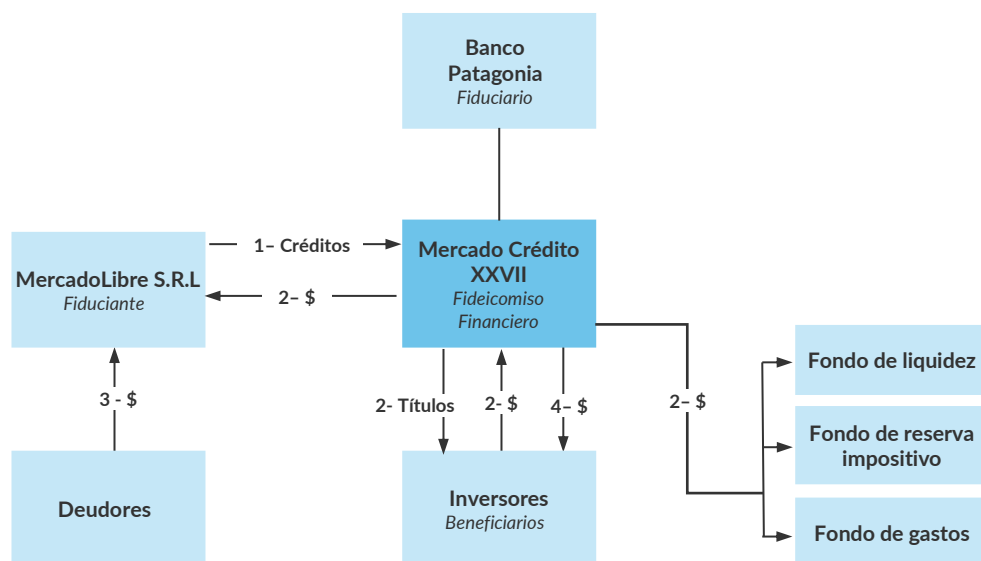 Banco
Patagonia
Fiduciario
1– Créditos
MercadoLibre S.R.L
Fiduciante
2– $
Mercado Crédito
XXVII
Fideicomiso
Financiero
3 - $
2- Títulos
2- $
4– $
2– $
Fondo de liquidez
Fondo de reserva
impositivo
Fondo de gastos
Deudores
Inversores
Beneficiarios